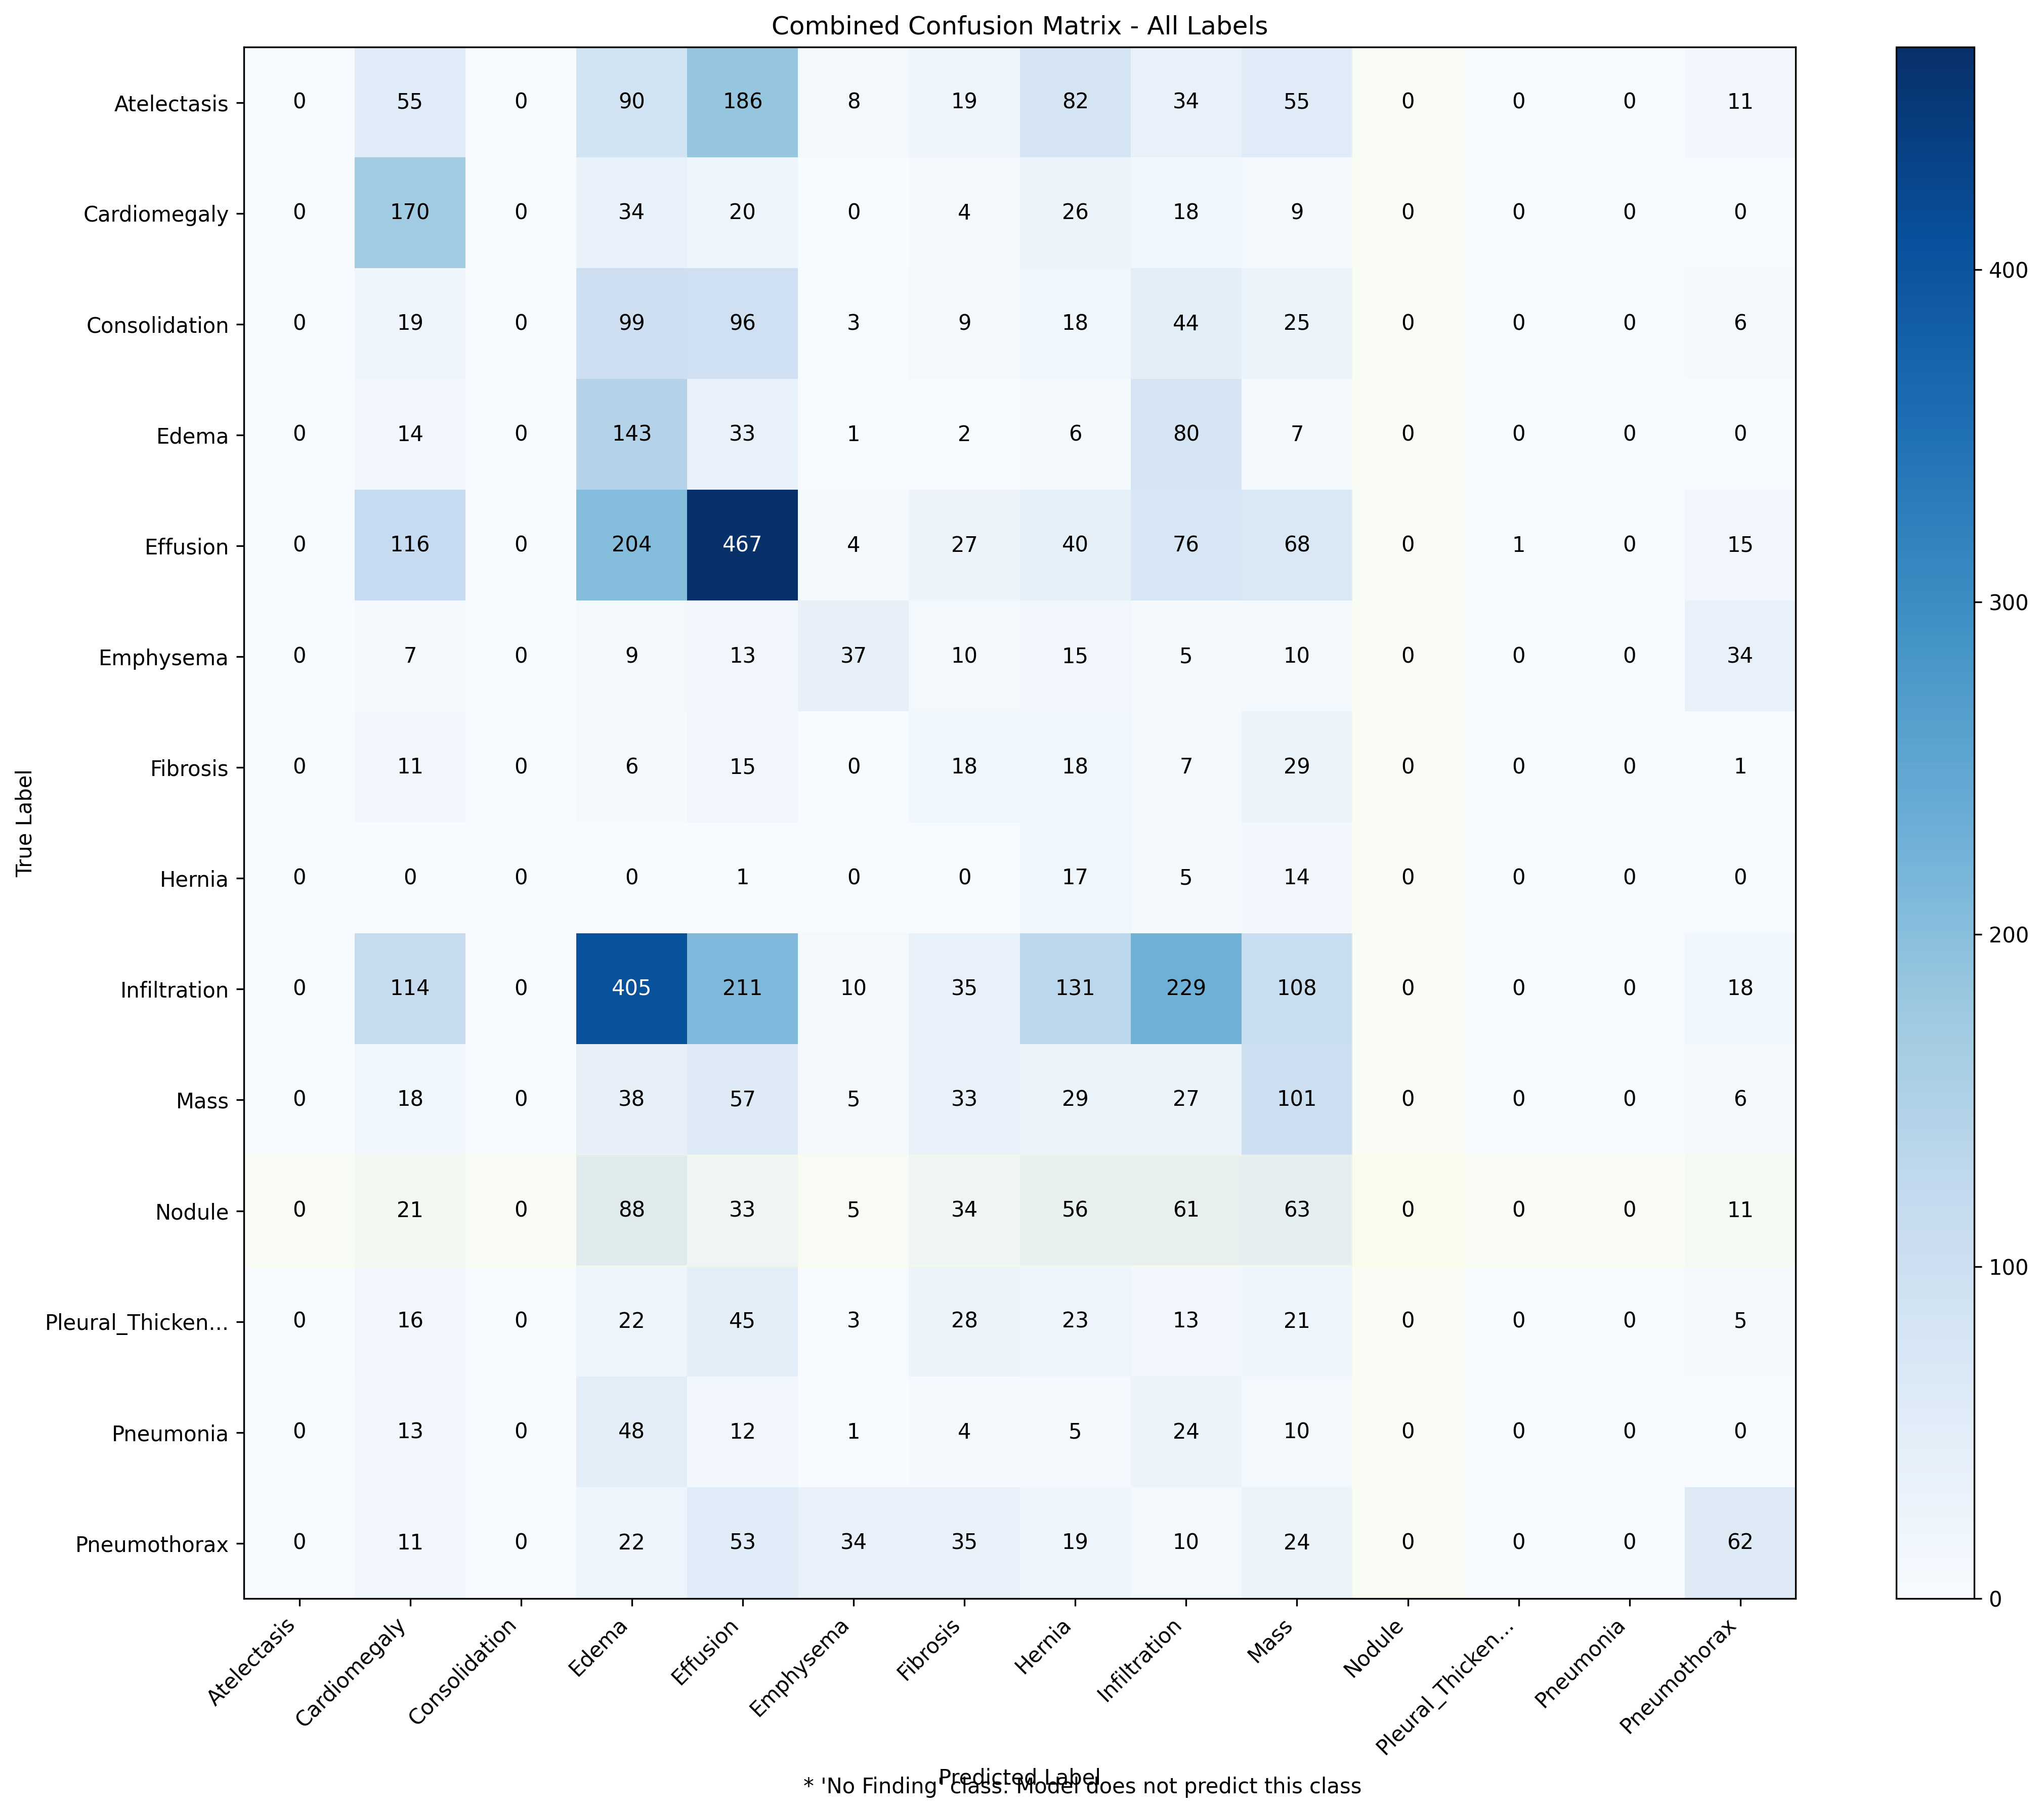 Combined Confusion Matrix - All Labels
True Label
Atelectasis 0 55 0 90 186 8 19 82 34 55 0 0 0 11
Cardiomegaly 0 170 0 34 20 0 4 26 18 9 0 0 0 0
Consolidation 0 19 0 99 96 3 9 18 44 25 0 0 0 6
Edema 0 14 0 143 33 1 2 6 80 7 0 0 0 0
Effusion 0 116 0 204 467 4 27 40 76 68 0 1 0 15
Emphysema 0 7 0 9 13 37 10 15 5 10 0 0 0 34
Fibrosis 0 11 0 6 15 0 18 18 7 29 0 0 0 1
Hernia 0 0 0 0 1 0 0 17 5 14 0 0 0 0
Infiltration 0 114 0 405 211 10 35 131 229 108 0 0 0 18
Mass 0 18 0 38 57 5 33 29 27 101 0 0 0 6
Nodule 0 21 0 88 33 5 34 56 61 63 0 0 0 11
Pleural_Thicken... 0 16 0 22 45 3 28 23 13 21 0 0 0 5
Pneumonia 0 13 0 48 12 1 4 5 24 10 0 0 0 0
Pneumothorax 0 11 0 22 53 34 35 19 10 24 0 0 0 62
Atelectasis Cardiomegaly Consolidation Edema Effusion Emphysema Fibrosis Hernia Infiltration Mass Nodule Pleural_Thicken... Pneumonia Pneumothorax
Predicted Label
* 'No Finding' class: Model does not predict this class
400
300
200
100
0